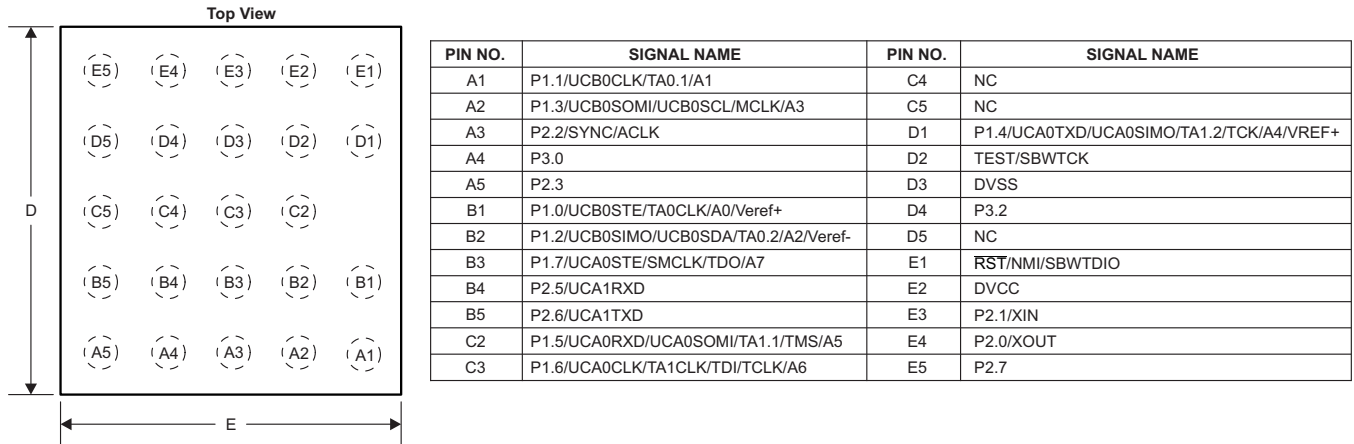 Top View
E5 E4 E3 E2 E1
D5 D4 D3 D2 D1
D
C5 C4 C3 C2
B5 B4 B3 B2 B1
A5 A4 A3 A2 A1
E
PIN NO. SIGNAL NAME PIN NO. SIGNAL NAME
A1 P1.1/UCB0CLK/TA0.1/A1 C4 NC
A2 P1.3/UCB0SOMI/UCB0SCL/MCLK/A3 C5 NC
A3 P2.2/SYNC/ACLK D1 P1.4/UCA0TXD/UCA0SIMO/TA1.2/TCK/A4/VREF+
A4 P3.0 D2 TEST/SBWTCK
A5 P2.3 D3 DVSS
B1 P1.0/UCB0STE/TA0CLK/A0/Veref+ D4 P3.2
B2 P1.2/UCB0SIMO/UCB0SDA/TA0.2/A2/Veref- D5 NC
B3 P1.7/UCA0STE/SMCLK/TDO/A7 E1 RST/NMI/SBWTDIO
B4 P2.5/UCA1RXD E2 DVCC
B5 P2.6/UCA1TXD E3 P2.1/XIN
C2 P1.5/UCA0RXD/UCA0SOMI/TA1.1/TMS/A5 E4 P2.0/XOUT
C3 P1.6/UCA0CLK/TA1CLK/TDI/TCLK/A6 E5 P2.7